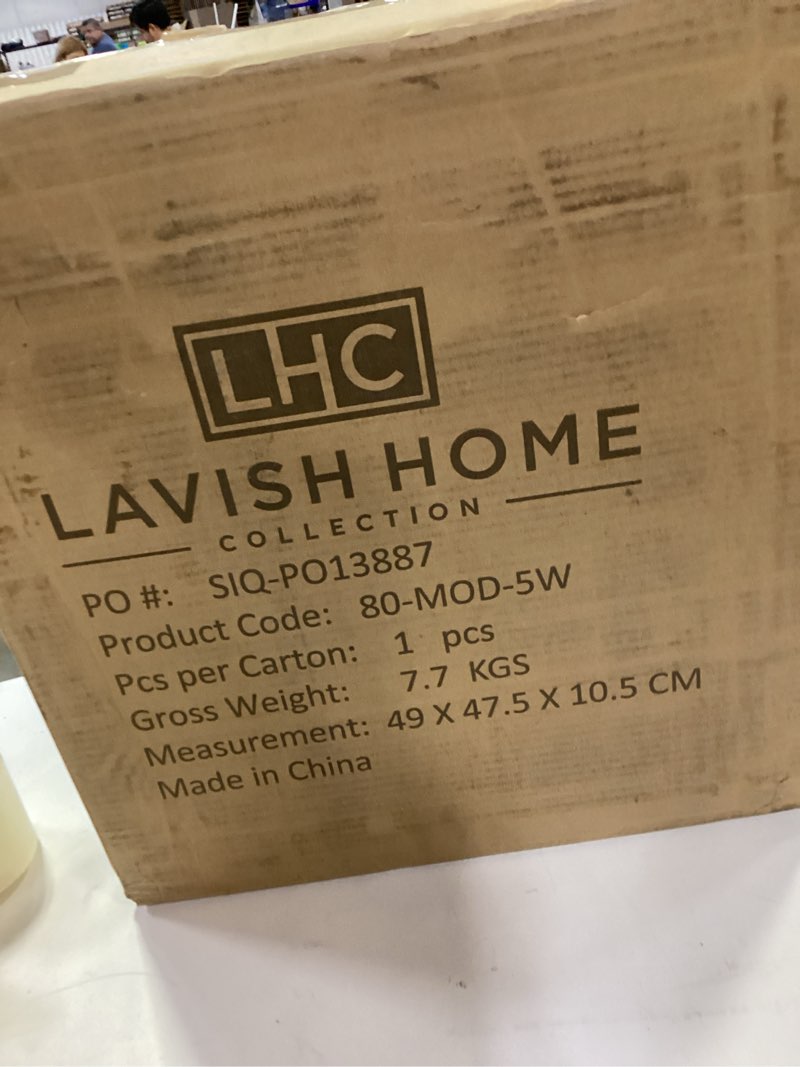 LHC
LAVISH HOME
COLLECTION
PO #: SIQ-PO13887
Product Code: 80-MOD-5W
Pcs per Carton: 1 pcs
Gross Weight: 7.7 KGS
Measurement: 49 X 47.5 X 10.5 CM
Made in China